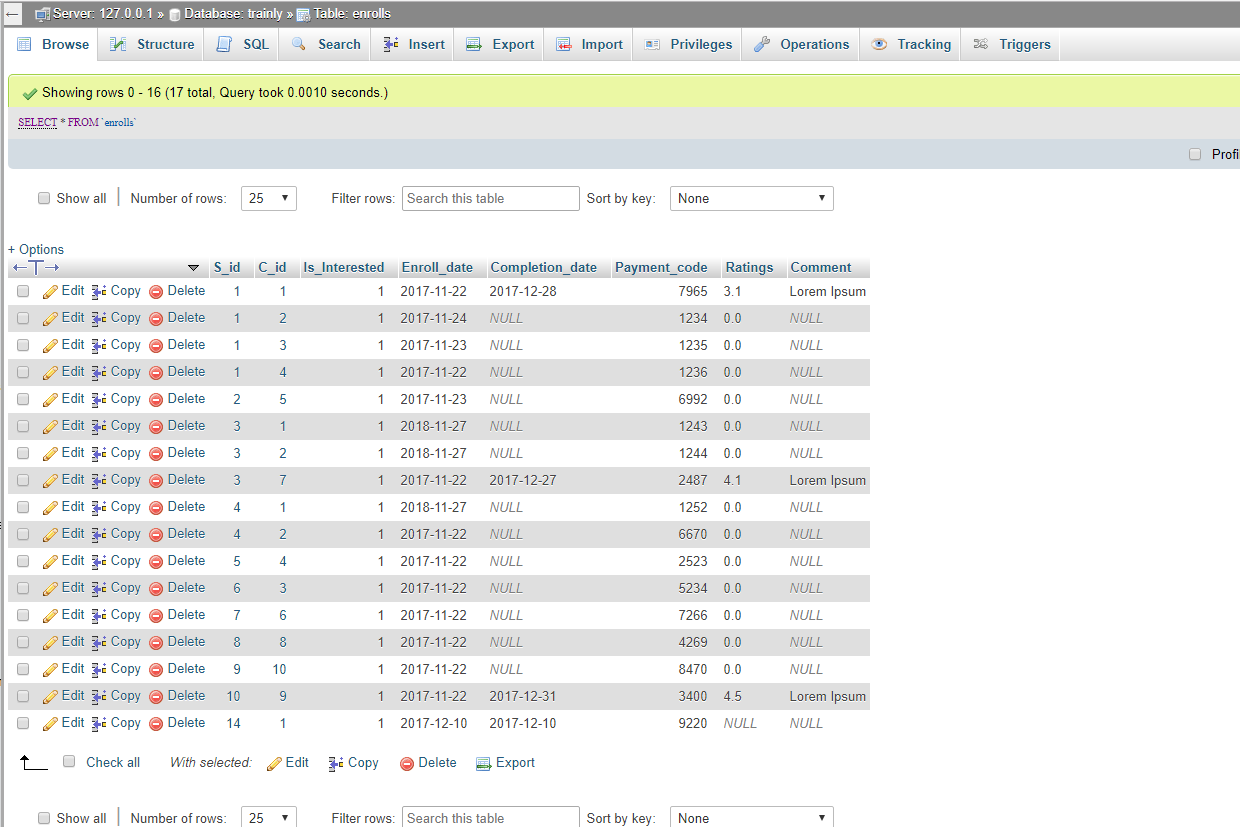 Server: 127.0.0.1 » Database: trainly » Table: enrolls
Browse Structure SQL Search Insert Export Import Privileges Operations Tracking Triggers
Showing rows 0 - 16 (17 total, Query took 0.0010 seconds.)
SELECT * FROM `enrolls`
Profi
Show all Number of rows: 25 Filter rows: Search this table Sort by key: None
+ Options
←T→ S_id C_id Is_Interested Enroll_date Completion_date Payment_code Ratings Comment
Edit Copy Delete 1 1 1 2017-11-22 2017-12-28 7965 3.1 Lorem Ipsum
Edit Copy Delete 1 2 1 2017-11-24 NULL 1234 0.0 NULL
Edit Copy Delete 1 3 1 2017-11-23 NULL 1235 0.0 NULL
Edit Copy Delete 1 4 1 2017-11-22 NULL 1236 0.0 NULL
Edit Copy Delete 2 5 1 2017-11-23 NULL 6992 0.0 NULL
Edit Copy Delete 3 1 1 2018-11-27 NULL 1243 0.0 NULL
Edit Copy Delete 3 2 1 2018-11-27 NULL 1244 0.0 NULL
Edit Copy Delete 3 7 1 2017-11-22 2017-12-27 2487 4.1 Lorem Ipsum
Edit Copy Delete 4 1 1 2018-11-27 NULL 1252 0.0 NULL
Edit Copy Delete 4 2 1 2017-11-22 NULL 6670 0.0 NULL
Edit Copy Delete 5 4 1 2017-11-22 NULL 2523 0.0 NULL
Edit Copy Delete 6 3 1 2017-11-22 NULL 5234 0.0 NULL
Edit Copy Delete 7 6 1 2017-11-22 NULL 7266 0.0 NULL
Edit Copy Delete 8 8 1 2017-11-22 NULL 4269 0.0 NULL
Edit Copy Delete 9 10 1 2017-11-22 NULL 8470 0.0 NULL
Edit Copy Delete 10 9 1 2017-11-22 2017-12-31 3400 4.5 Lorem Ipsum
Edit Copy Delete 14 1 1 2017-12-10 2017-12-10 9220 NULL NULL
Check all With selected: Edit Copy Delete Export
Show all Number of rows: 25 Filter rows: Search this table Sort by key: None